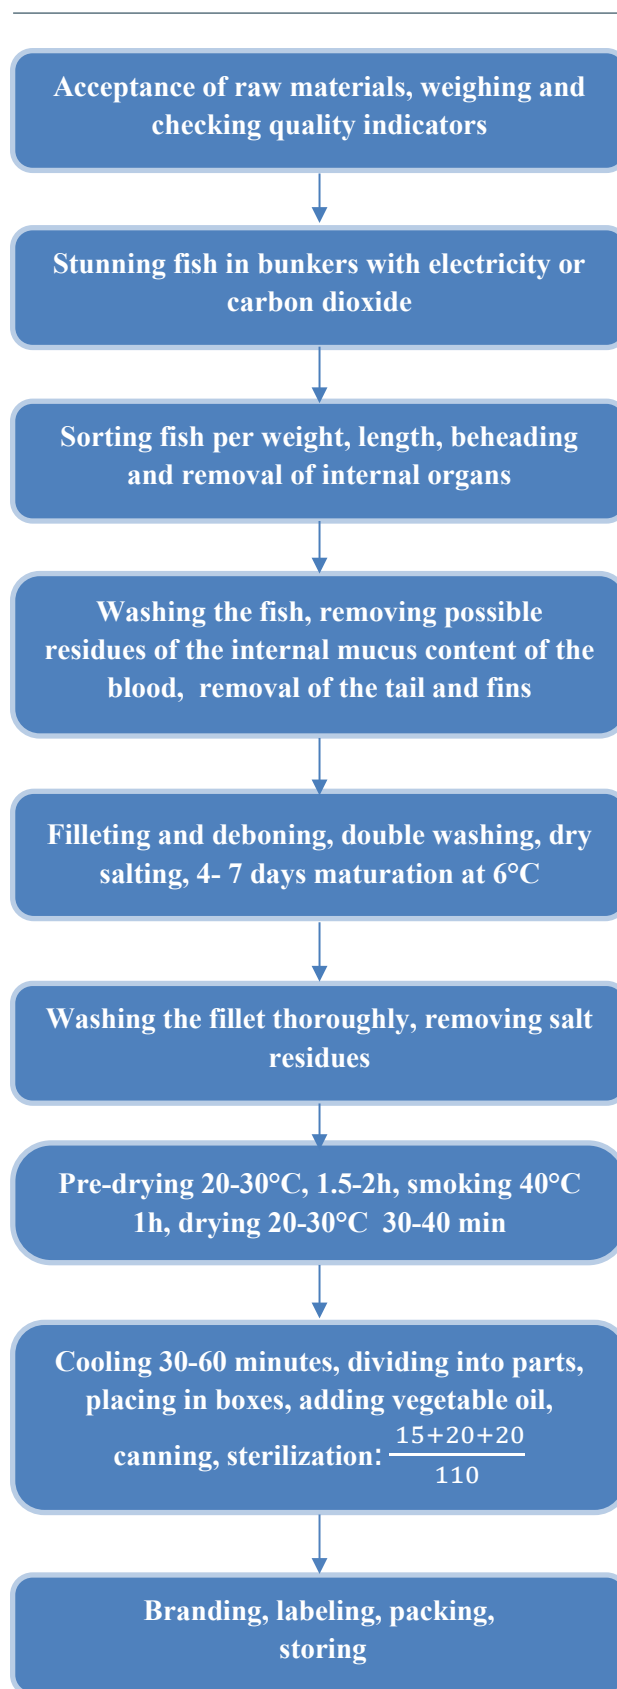 Acceptance of raw materials, weighing and
checking quality indicators
Stunning fish in bunkers with electricity or
carbon dioxide
Sorting fish per weight, length, beheading
and removal of internal organs
Washing the fish, removing possible
residues of the internal mucus content of the
blood,  removal of the tail and fins
Filleting and deboning, double washing, dry
salting, 4- 7 days maturation at 6°C
Washing the fillet thoroughly, removing salt
residues
Pre-drying 20-30°C, 1.5-2h, smoking 40°C
1h, drying 20-30°C  30-40 min
Cooling 30-60 minutes, dividing into parts,
placing in boxes, adding vegetable oil,
canning, sterilization: 15+20+20
110
Branding, labeling, packing,
storing